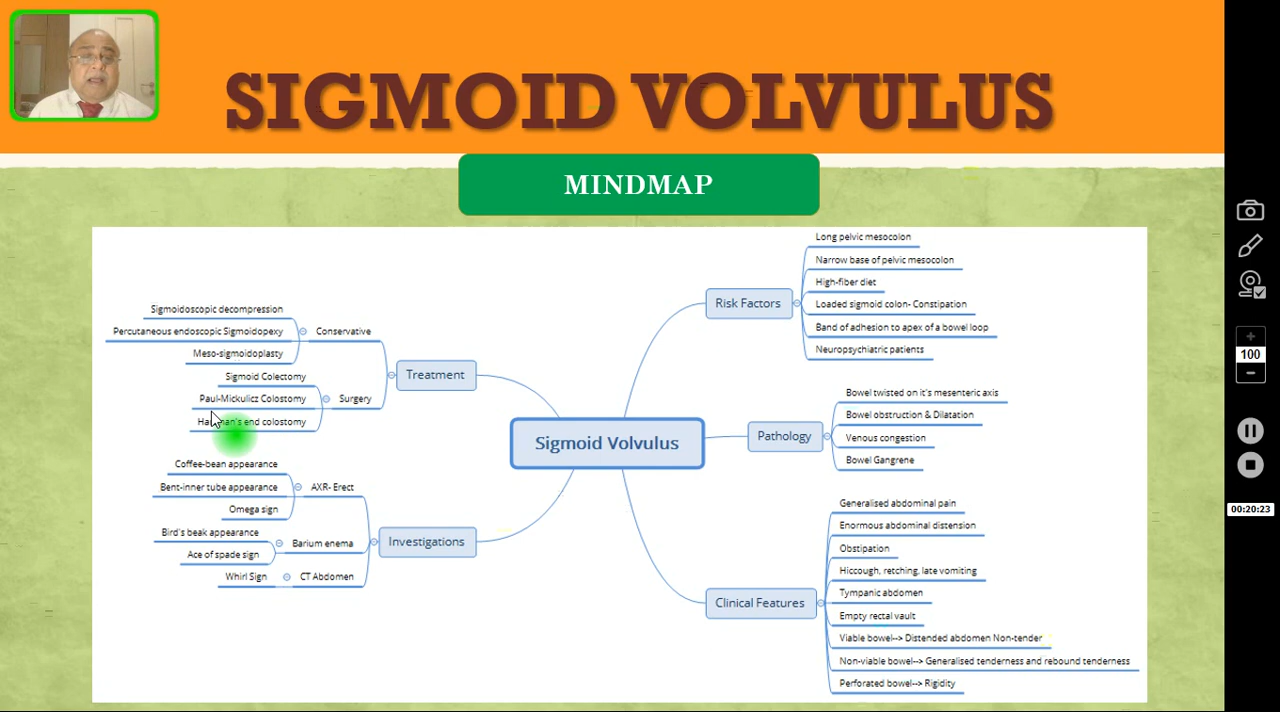 SIGMOID VOLVULUS
MINDMAP
Sigmoid Volvulus
Risk Factors
Long pelvic mesocolon
Narrow base of pelvic mesocolon
High-fiber diet
Loaded sigmoid colon- Constipation
Band of adhesion to apex of a bowel loop
Neuropsychiatric patients
Pathology
Bowel twisted on it's mesenteric axis
Bowel obstruction & Dilatation
Venous congestion
Bowel Gangrene
Clinical Features
Generalised abdominal pain
Enormous abdominal distension
Obstipation
Hiccough, retching, late vomiting
Tympanic abdomen
Empty rectal vault
Viable bowel--> Distended abdomen Non-tender
Non-viable bowel--> Generalised tenderness and rebound tenderness
Perforated bowel--> Rigidity
Treatment
Conservative
Sigmoidoscopic decompression
Percutaneous endoscopic Sigmoidopexy
Meso-sigmoidoplasty
Surgery
Sigmoid Colectomy
Paul-Mickulicz Colostomy
end colostomy
Investigations
AXR- Erect
Coffee-bean appearance
Bent-inner tube appearance
Omega sign
Barium enema
Bird's beak appearance
Ace of spade sign
CT Abdomen
Whirl Sign
100
00:20:23